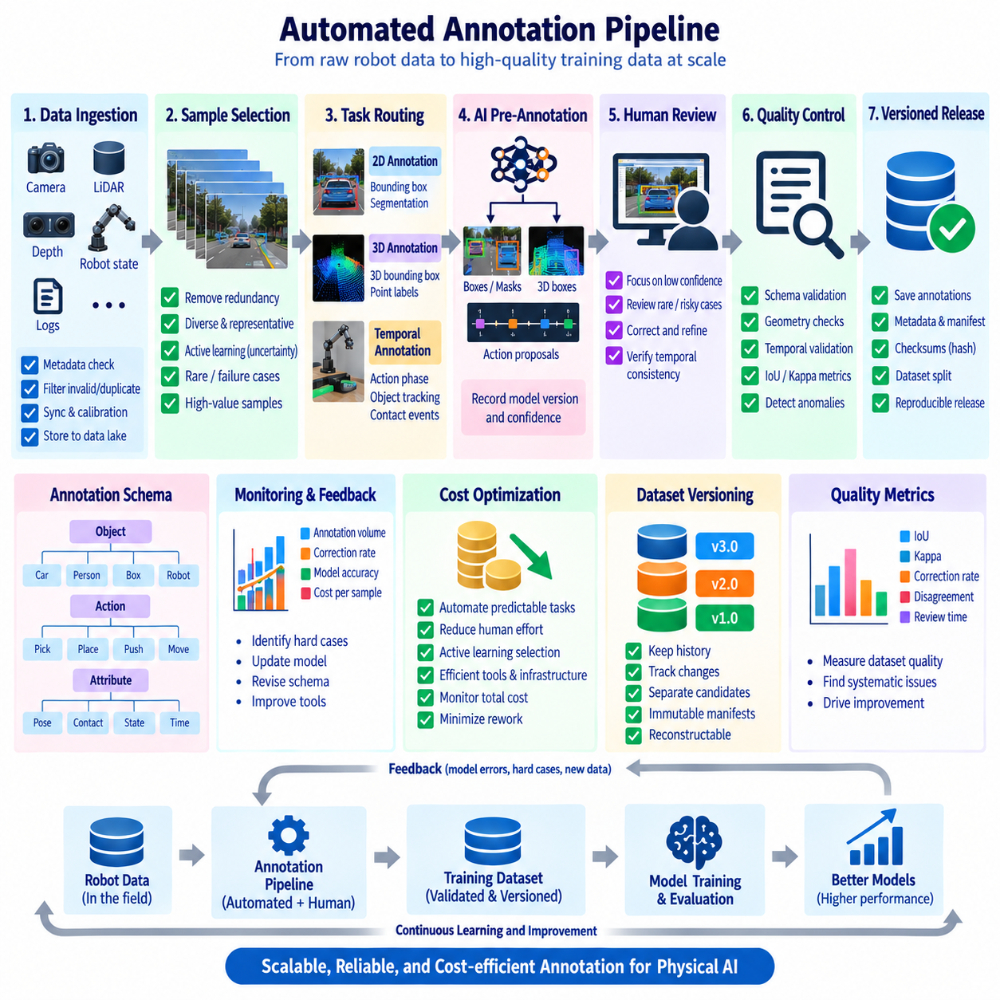 Automated Annotation Pipeline
From raw robot data to high-quality training data at scale
1. Data Ingestion
Camera
LiDAR
Depth
Robot state
Logs
Metadata check
Filter invalid/duplicate
Sync & calibration
Store to data lake
2. Sample Selection
Remove redundancy
Diverse & representative
Active learning (uncertainty)
Rare / failure cases
High-value samples
3. Task Routing
2D Annotation
Bounding box
Segmentation
3D Annotation
3D bounding box
Point labels
Temporal
Annotation
Action phase
Object tracking
Contact events
4. AI Pre-Annotation
Boxes / Masks
3D boxes
Action proposals
Record model version
and confidence
5. Human Review
Focus on low confidence
Review rare / risky cases
Correct and refine
Verify temporal
consistency
6. Quality Control
Schema validation
Geometry checks
Temporal validation
IoU / Kappa metrics
Detect anomalies
7. Versioned Release
Save annotations
Metadata & manifest
Checksums (hash)
Dataset split
Reproducible release
Annotation Schema
Object
Car
Person
Box
Robot
Action
Pick
Place
Push
Move
Attribute
Pose
Contact
State
Time
Monitoring & Feedback
Annotation volume
Correction rate
Model accuracy
Cost per sample
• Identify hard cases
• Update model
• Revise schema
• Improve tools
Cost Optimization
Automate predictable tasks
Reduce human effort
Active learning selection
Efficient tools & infrastructure
Monitor total cost
Minimize rework
Dataset Versioning
v3.0
v2.0
v1.0
Keep history
Track changes
Separate candidates
Immutable manifests
Reconstructable
Quality Metrics
IoU
Kappa
Correction rate
Disagreement
Review time
• Measure dataset quality
• Find systematic issues
• Drive improvement
Feedback (model errors, hard cases, new data)
Robot Data
(In the field)
Annotation
Pipeline
(Automated + Human)
Training Dataset
(Validated & Versioned)
Model Training
& Evaluation
Better Models
(Higher performance)
Continuous Learning and Improvement
Scalable, Reliable, and Cost-efficient Annotation for Physical AI